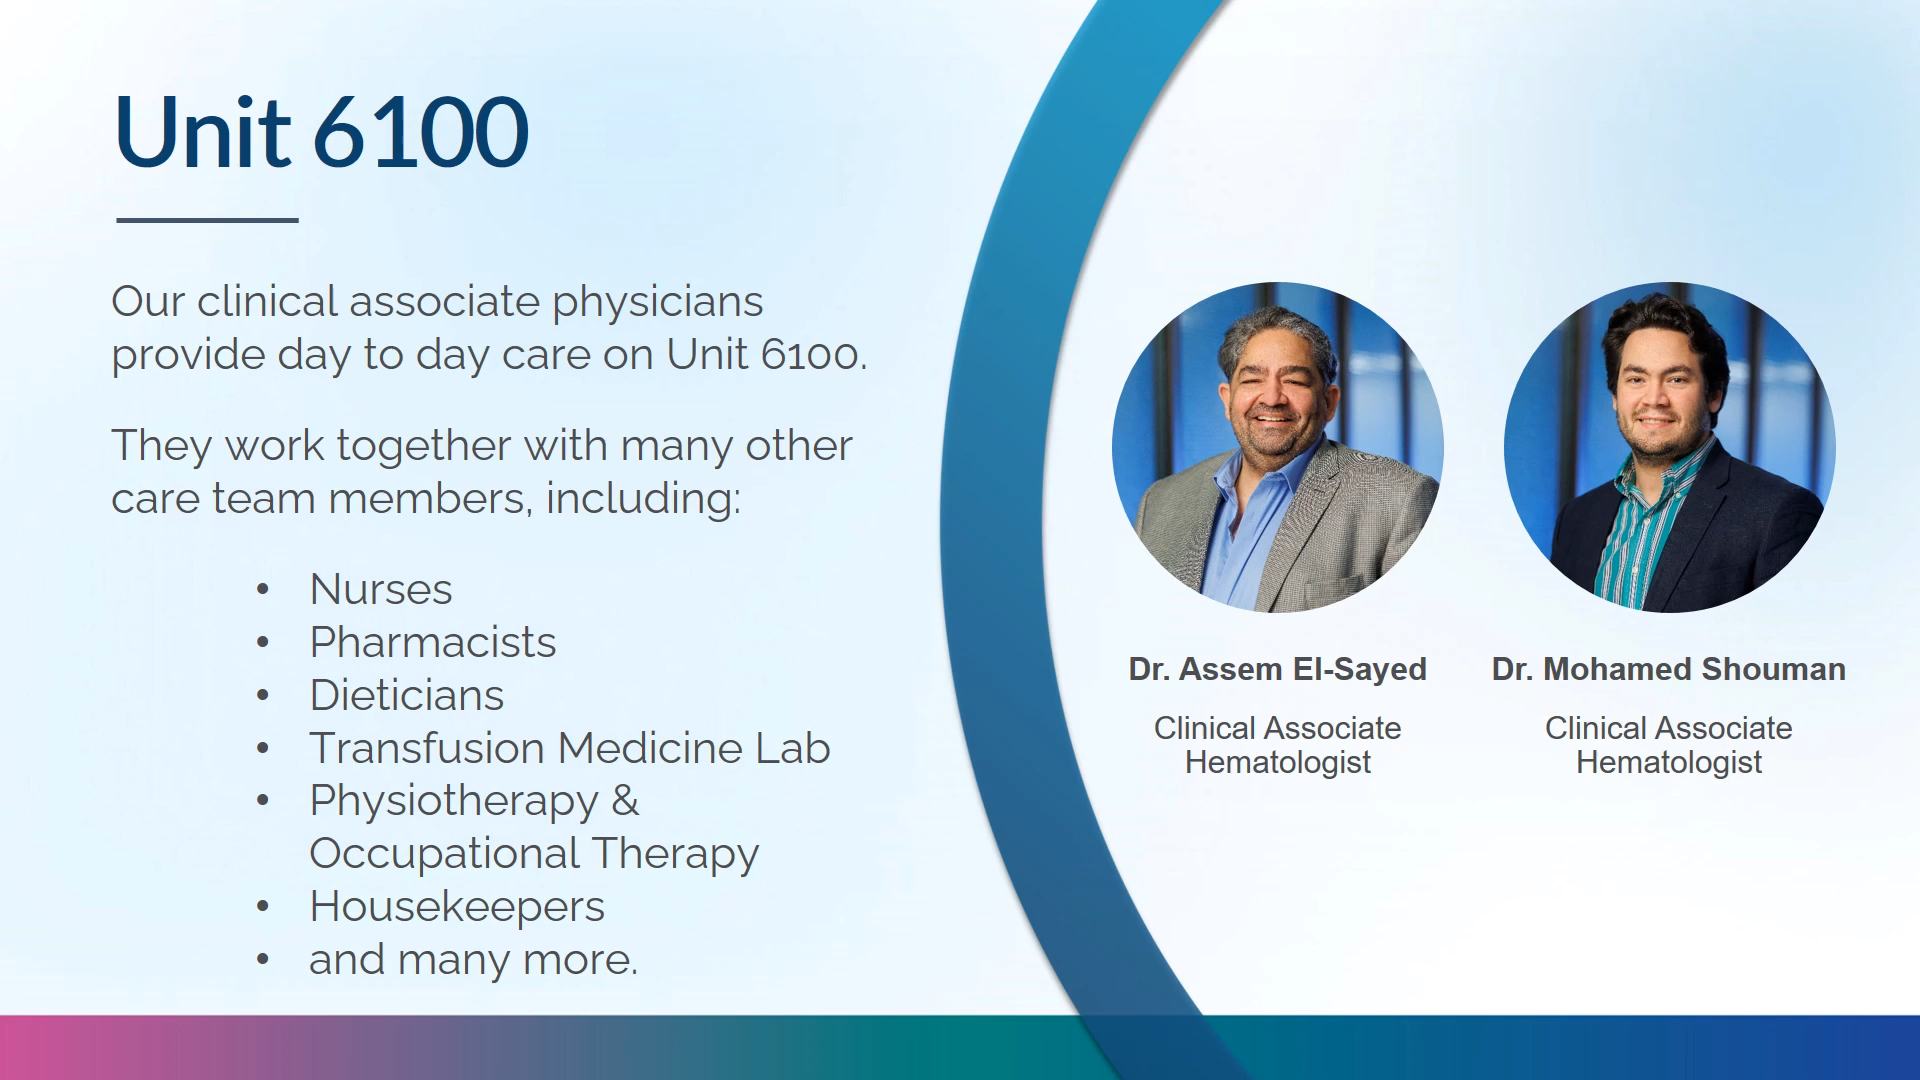 Unit 6100
Our clinical associate physicians
provide day to day care on Unit 6100.
They work together with many other
care team members, including:
• Nurses
• Pharmacists
• Dieticians
• Transfusion Medicine Lab
• Physiotherapy &
Occupational Therapy
• Housekeepers
• and many more.
Dr. Assem El-Sayed
Clinical Associate
Hematologist
Dr. Mohamed Shouman
Clinical Associate
Hematologist